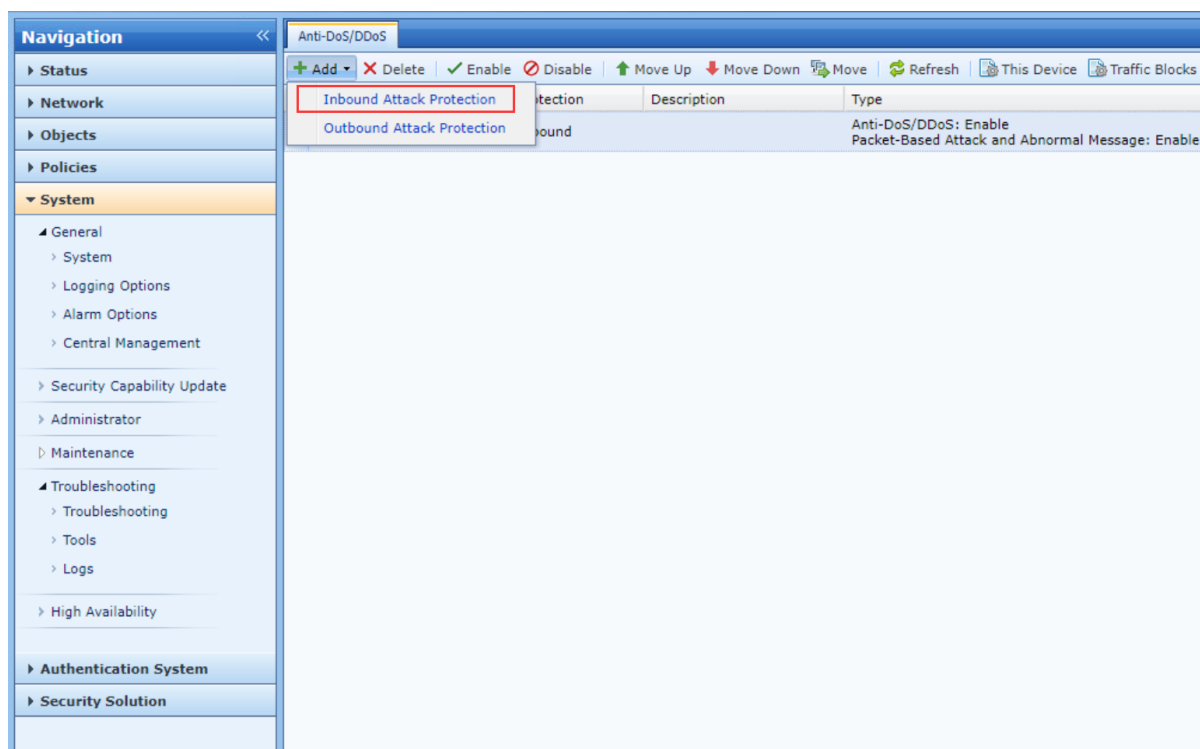 Navigation
Status
Network
Objects
Policies
System
General
System
Logging Options
Alarm Options
Central Management
Security Capability Update
Administrator
Maintenance
Troubleshooting
Troubleshooting
Tools
Logs
High Availability
Authentication System
Security Solution
Anti-DoS/DDoS
Add Delete Enable Disable Move Up Move Down Move Refresh This Device Traffic Blocks
Inbound Attack Protection
Outbound Attack Protection
Description Type
Anti-DoS/DDoS: Enable
Packet-Based Attack and Abnormal Message: Enable